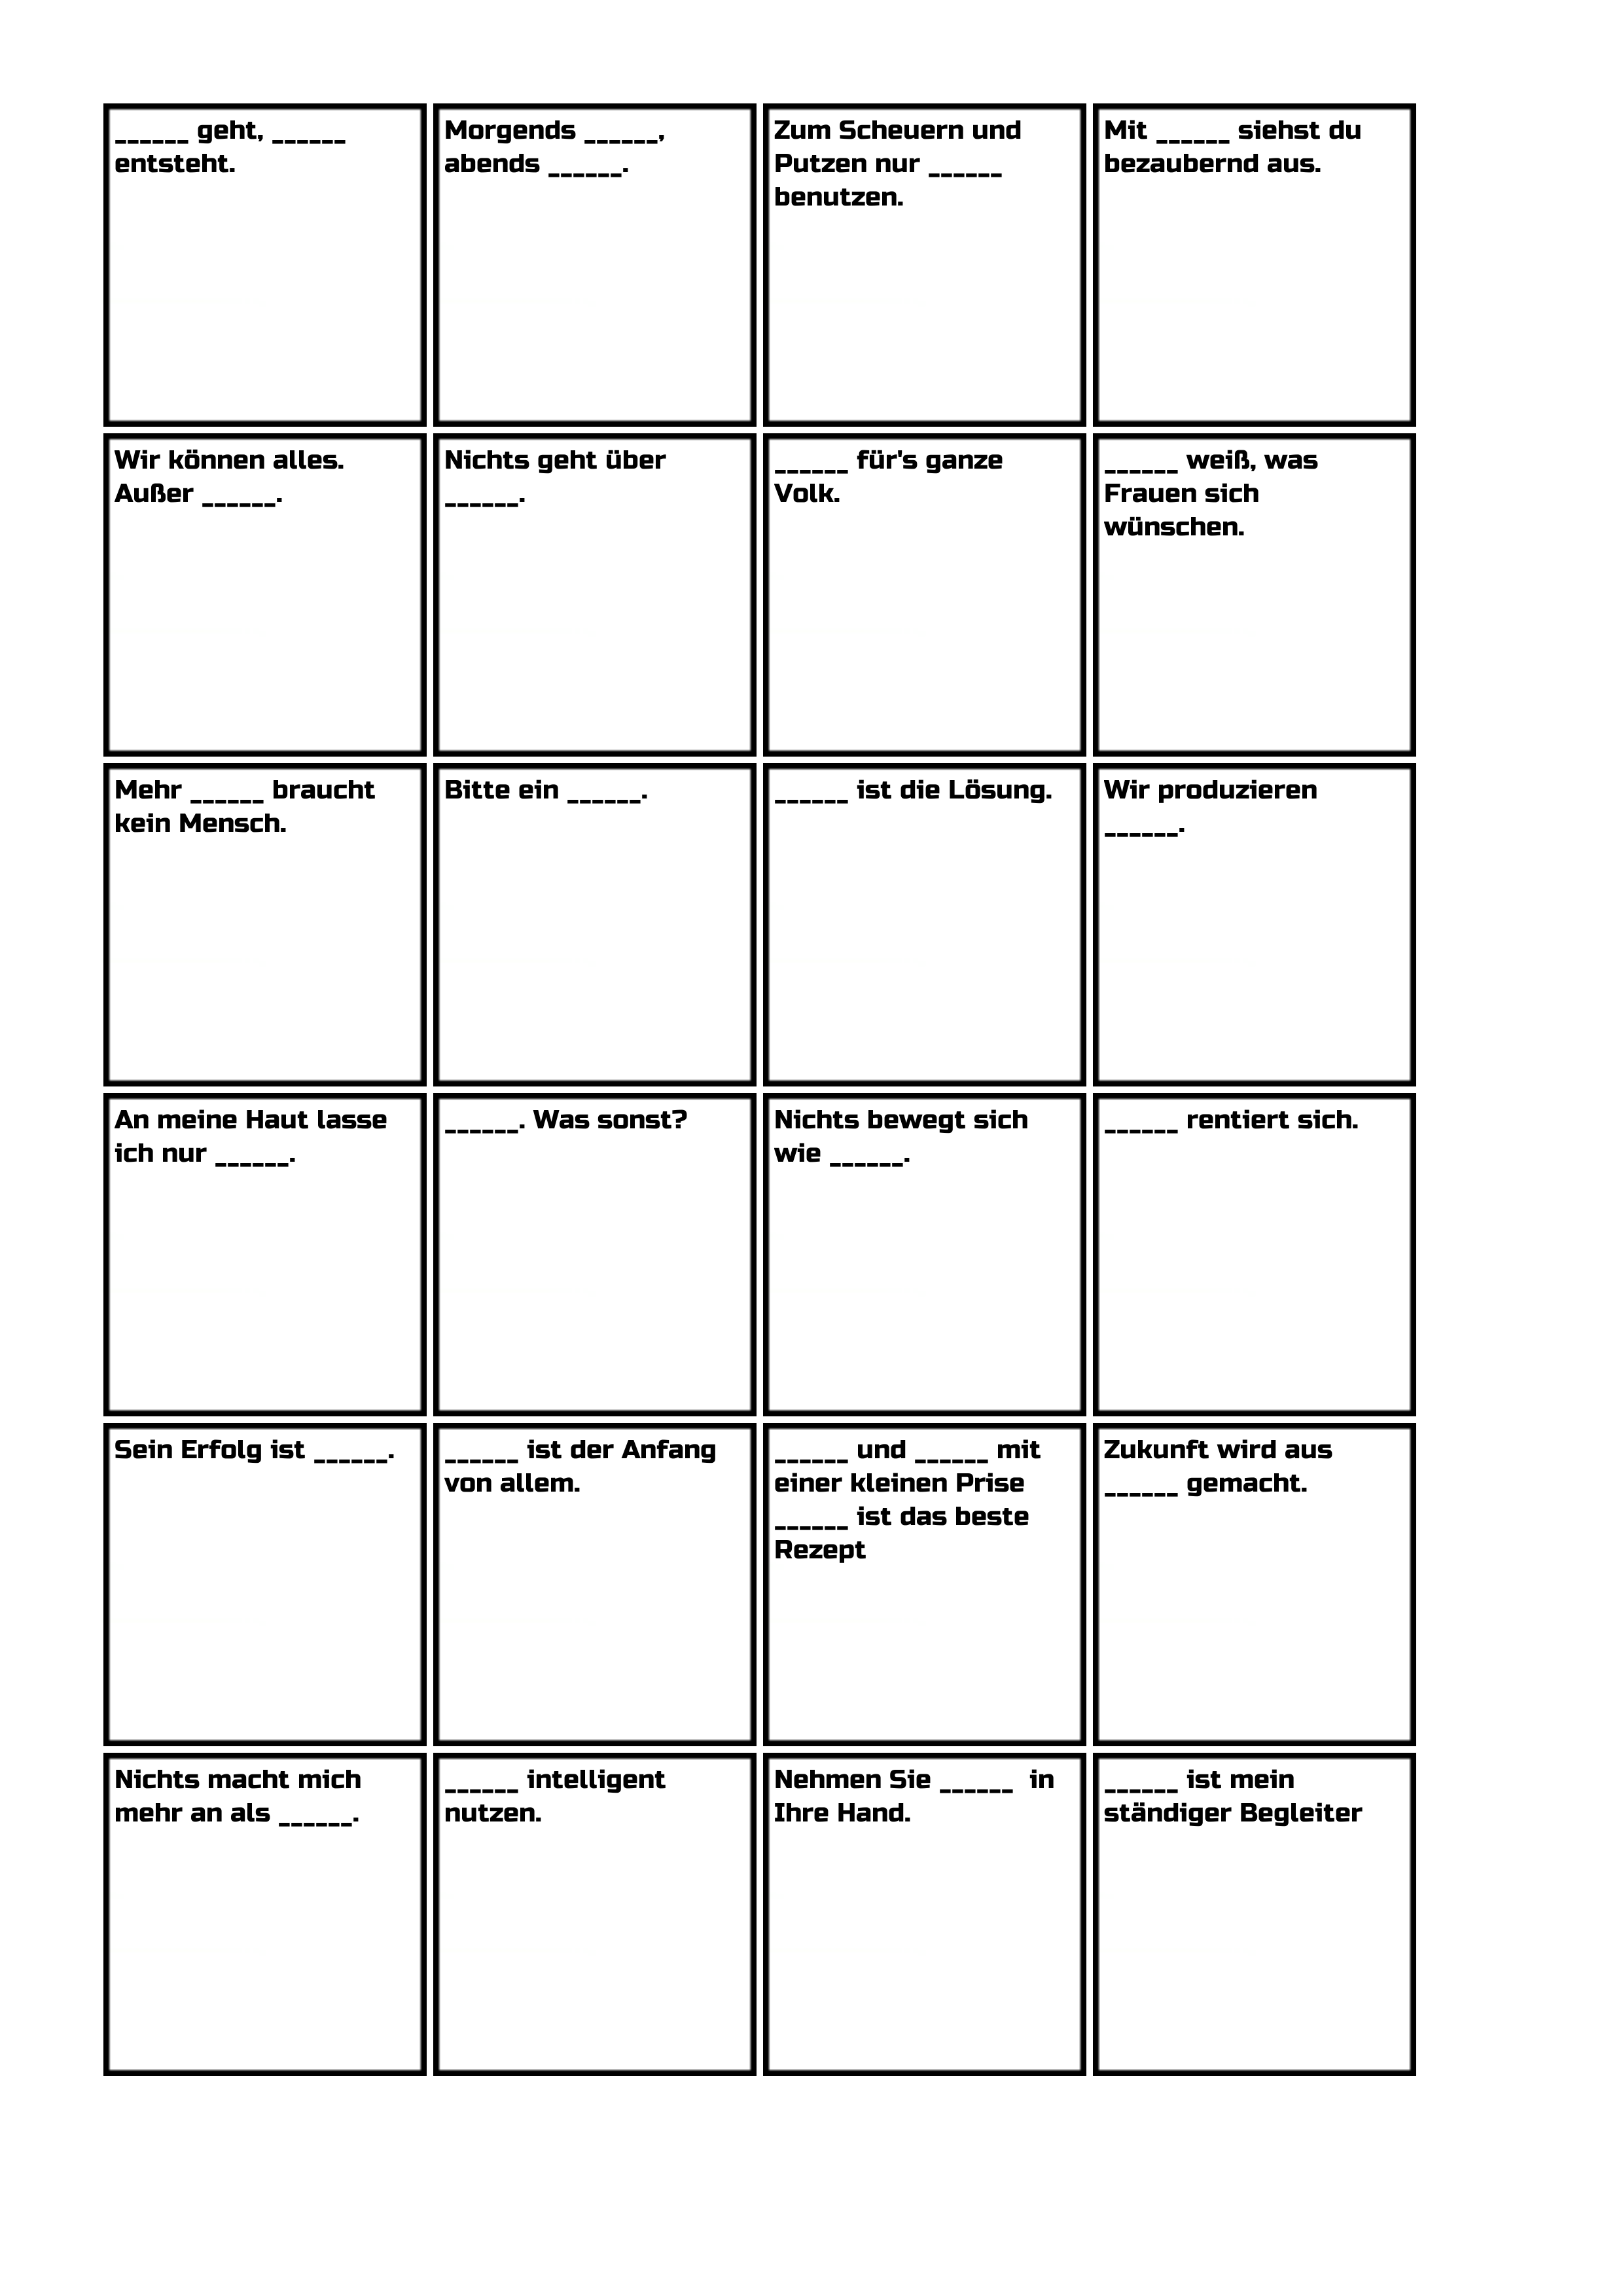 ______ geht, ______
entsteht.
Morgends ______,
abends ______.
Zum Scheuern und
Putzen nur ______
benutzen.
Mit ______ siehst du
bezaubernd aus.
Wir können alles.
Außer ______.
Nichts geht über
______.
______ für's ganze
Volk.
______ weiß, was
Frauen sich
wünschen.
Mehr ______ braucht
kein Mensch.
Bitte ein ______.
______ ist die Lösung.
Wir produzieren
______.
An meine Haut lasse
ich nur ______.
______. Was sonst?
Nichts bewegt sich
wie ______.
______ rentiert sich.
Sein Erfolg ist ______.
______ ist der Anfang
von allem.
______ und ______ mit
einer kleinen Prise
______ ist das beste
Rezept
Zukunft wird aus
______ gemacht.
Nichts macht mich
mehr an als ______.
______ intelligent
nutzen.
Nehmen Sie ______  in
Ihre Hand.
______ ist mein
ständiger Begleiter